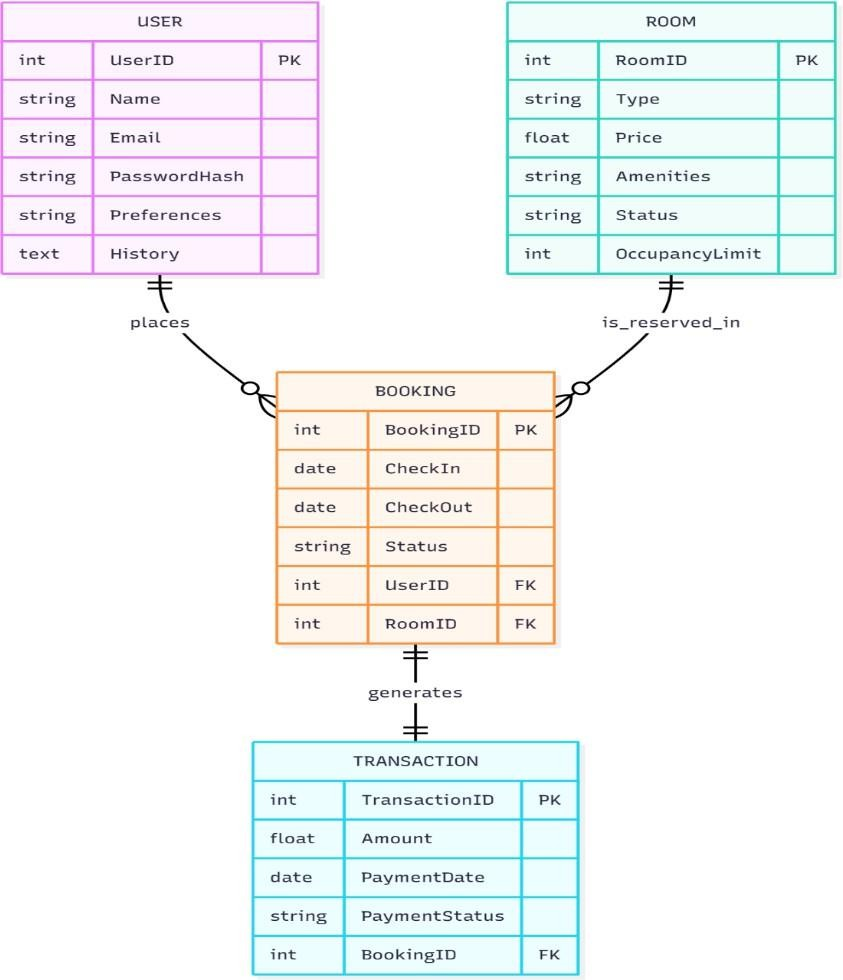 USER
int UserID PK
string Name
string Email
string PasswordHash
string Preferences
text History
ROOM
int RoomID PK
string Type
float Price
string Amenities
string Status
int OccupancyLimit
places
is_reserved_in
BOOKING
int BookingID PK
date CheckIn
date CheckOut
string Status
int UserID FK
int RoomID FK
generates
TRANSACTION
int TransactionID PK
float Amount
date PaymentDate
string PaymentStatus
int BookingID FK